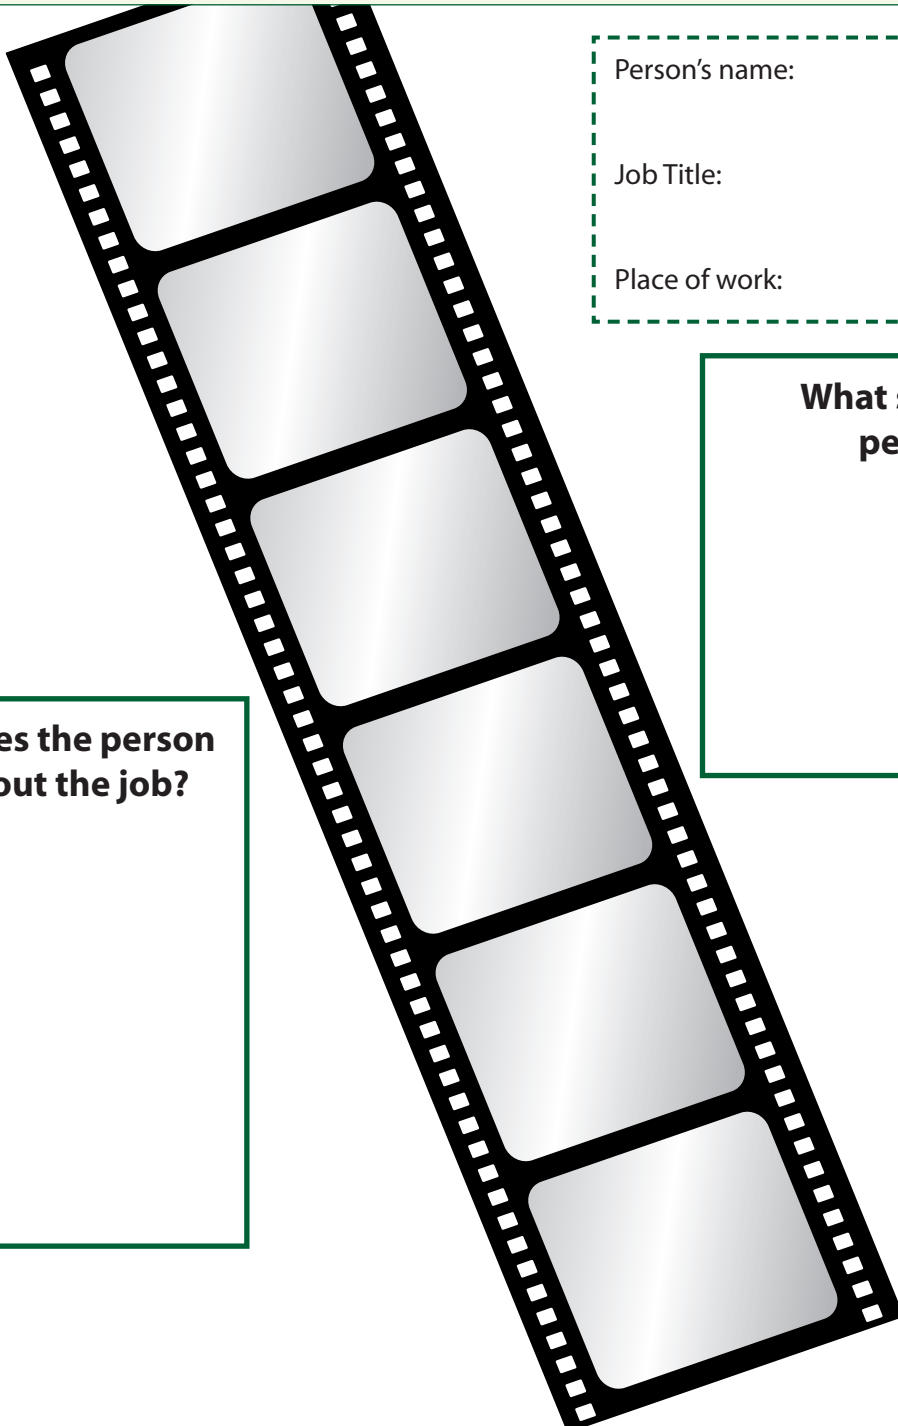 Person's name:
Job Title:
Place of work:
What
pe
es the person
out the job?